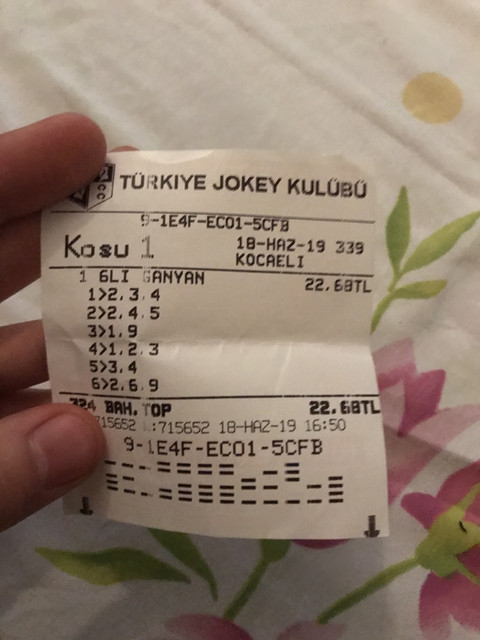 TÜRKIYE JOKEY KULÜBÜ
9-1E4F-EC01-5CFB
Koşu 1 18-HAZ-19 339
KOCAELI
1 6LI GANYAN 22.68TL
1>2.3.4
2>2.4.5
3>1.9
4>1.2.3
5>3.4
6>2.6.9
324 BAH.TOP 22.68TL
715652 :715652 18-HAZ-19 16:50
9-1E4F-EC01-5CFB